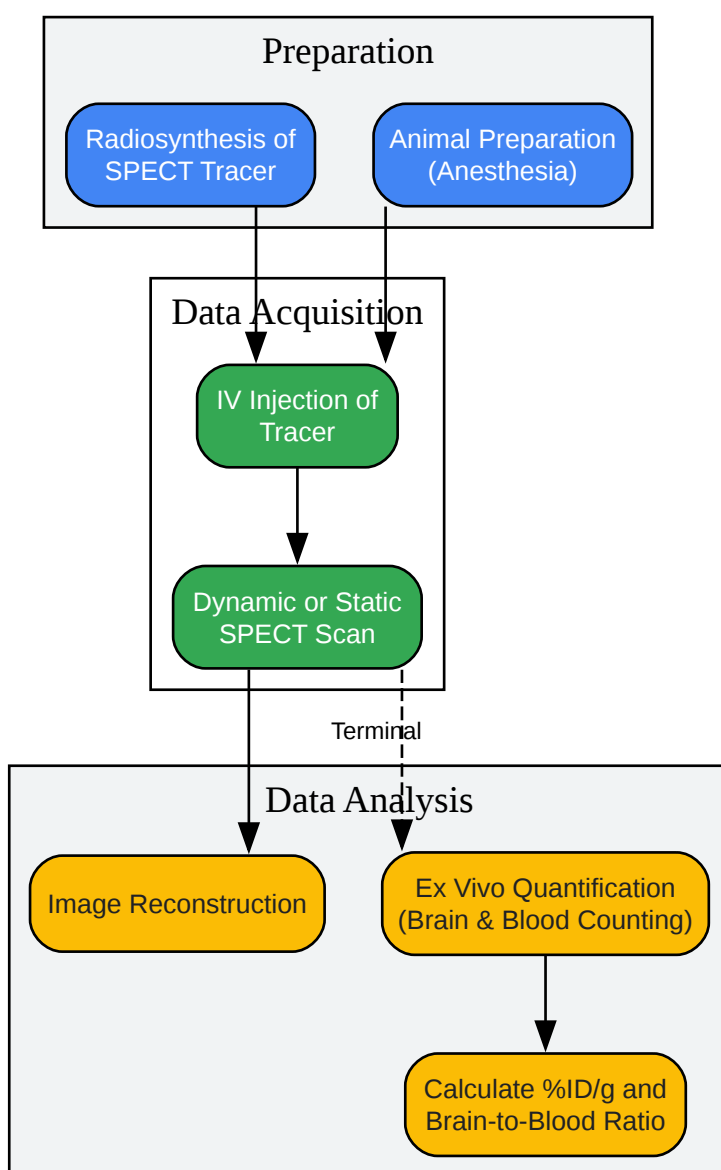 Preparation
Radiosynthesis of
SPECT Tracer
Animal Preparation
(Anesthesia)
Data Acquisition
IV Injection of
Tracer
Dynamic or Static
SPECT Scan
Terminal
Data Analysis
Image Reconstruction
Ex Vivo Quantification
(Brain & Blood Counting)
Calculate %ID/g and
Brain-to-Blood Ratio